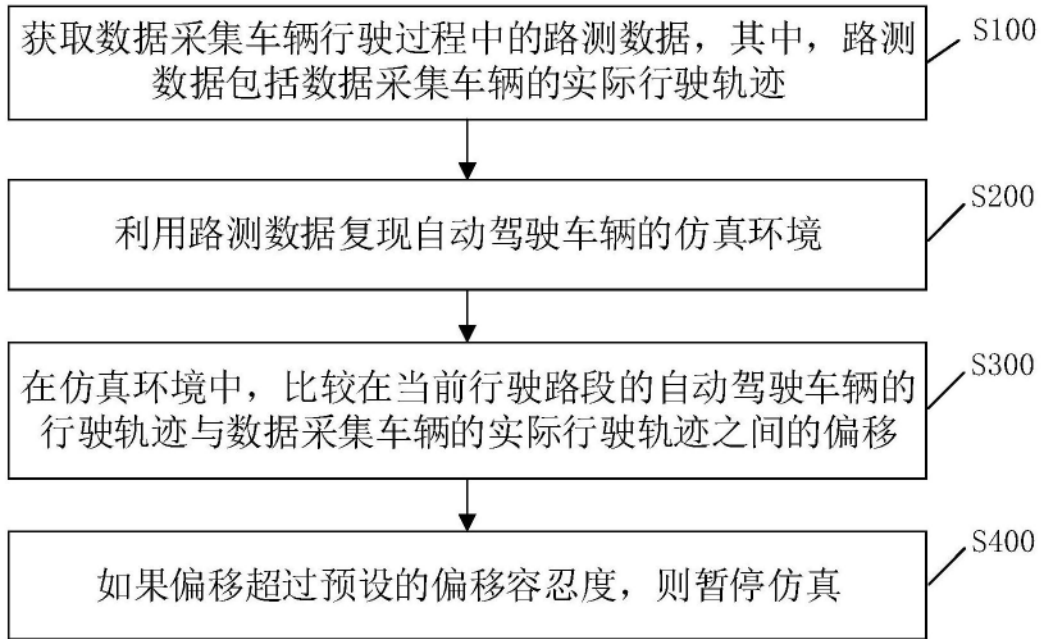 获取数据采集车辆行驶过程中的路测数据，其中，路测
数据包括数据采集车辆的实际行驶轨迹
S100
利用路测数据复现自动驾驶车辆的仿真环境
S200
在仿真环境中，比较在当前行驶路段的自动驾驶车辆的
行驶轨迹与数据采集车辆的实际行驶轨迹之间的偏移
S300
如果偏移超过预设的偏移容忍度，则暂停仿真
S400